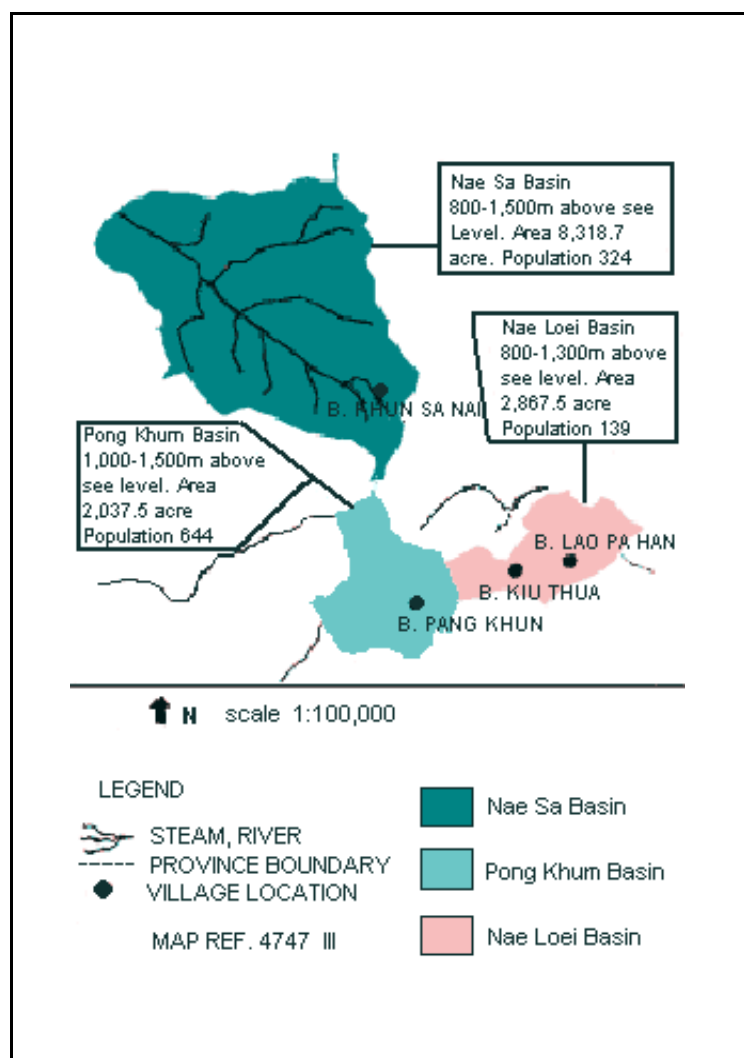 Nae Sa Basin
800-1,500m above see
Level. Area 8,318.7
acre. Population 324
Nae Loei Basin
800-1,300m above
see level. Area
2,867.5 acre
Population 139
B. KHUN SA NAI
Pong Khum Basin
1,000-1,500m above
see level. Area
2,037.5 acre
Population 644
B. LAO PA HAN
B. KIU THUA
B. PANG KHUN
N scale 1:100,000
LEGEND
STEAM, RIVER
PROVINCE BOUNDARY
VILLAGE LOCATION
MAP REF. 4747 III
Nae Sa Basin
Pong Khum Basin
Nae Loei Basin